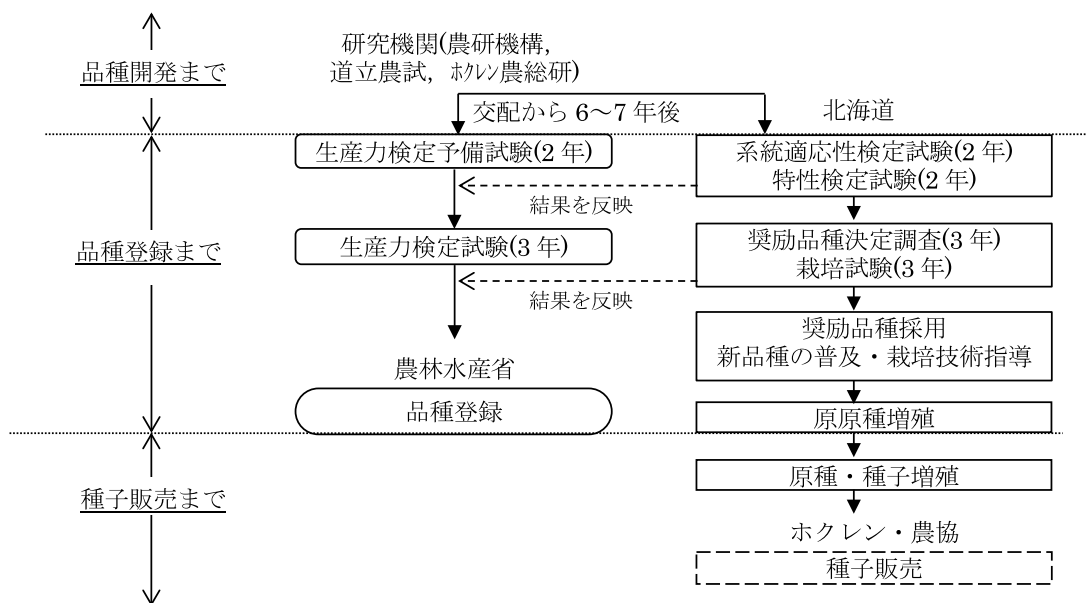 研究機関(農研機構,
道立農試，ホクレン農総研)
品種開発まで
交配から 6～7 年後
北海道
生産力検定予備試験(2 年)
系統適応性検定試験(2 年)
特性検定試験(2 年)
結果を反映
品種登録まで
生産力検定試験(3 年)
奨励品種決定調査(3 年)
栽培試験(3 年)
結果を反映
奨励品種採用
新品種の普及・栽培技術指導
農林水産省
品種登録
原原種増殖
種子販売まで
原種・種子増殖
ホクレン・農協
種子販売